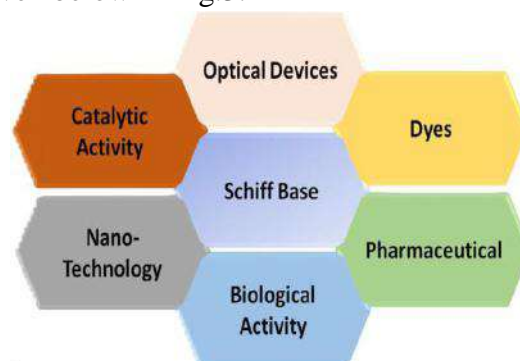 Optical Devices
Catalytic
Activity
Dyes
Schiff Base
Nano-
Technology
Pharmaceutical
Biological
Activity